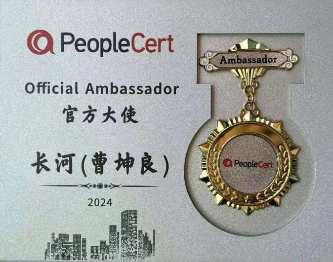 PeopleCert
Ambassador
Official Ambassador
官方大使
长河(曹坤良)
2024
PeopleCert